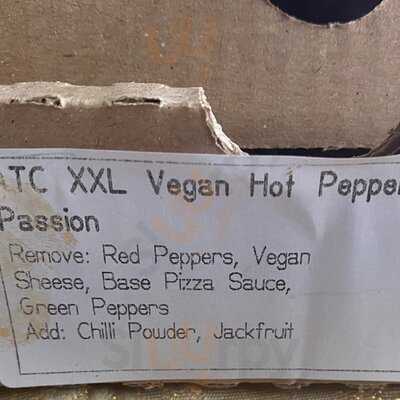 ATC XXL Vegan Hot Pepper
Passion
Remove: Red Peppers, Vegan
Sheese, Base Pizza Sauce,
Green Peppers
Add: Chilli Powder, Jackfruit